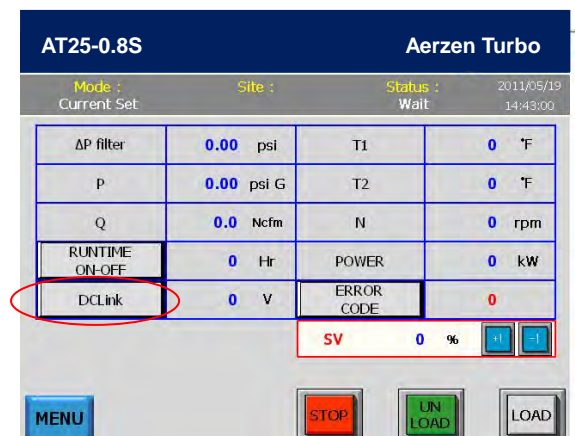 AT25-0.8S Aerzen Turbo
Mode : Site : Status : 2011/05/19
Current Set Wait 14:43:00
ΔP filter 0.00 psi T1 0 °F
P 0.00 psi G T2 0 °F
Q 0.0 Ncfm N 0 rpm
RUNTIME
ON-OFF 0 Hr POWER 0 kW
DCLink 0 V ERROR
CODE 0
SV 0 % +1 -1
MENU STOP UN
LOAD LOAD